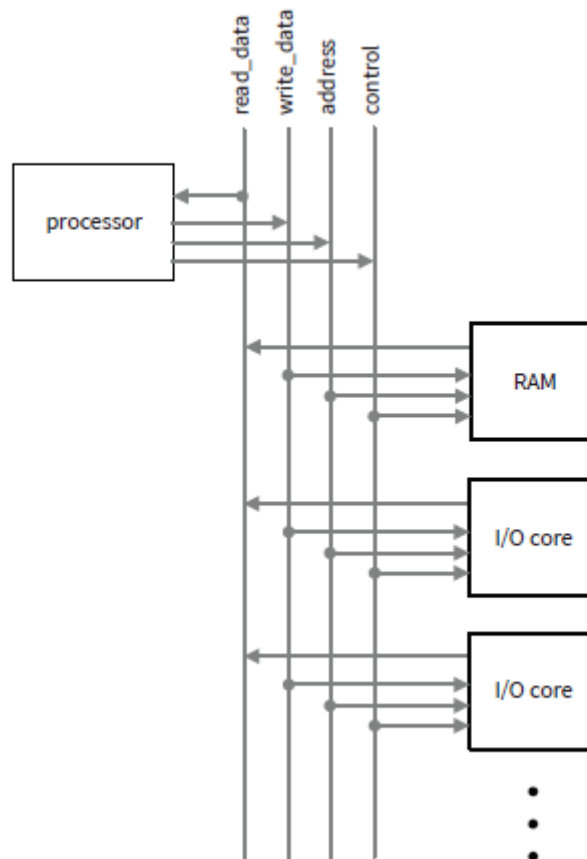 read_data
write_data
address
control
processor
RAM
I/O core
I/O core